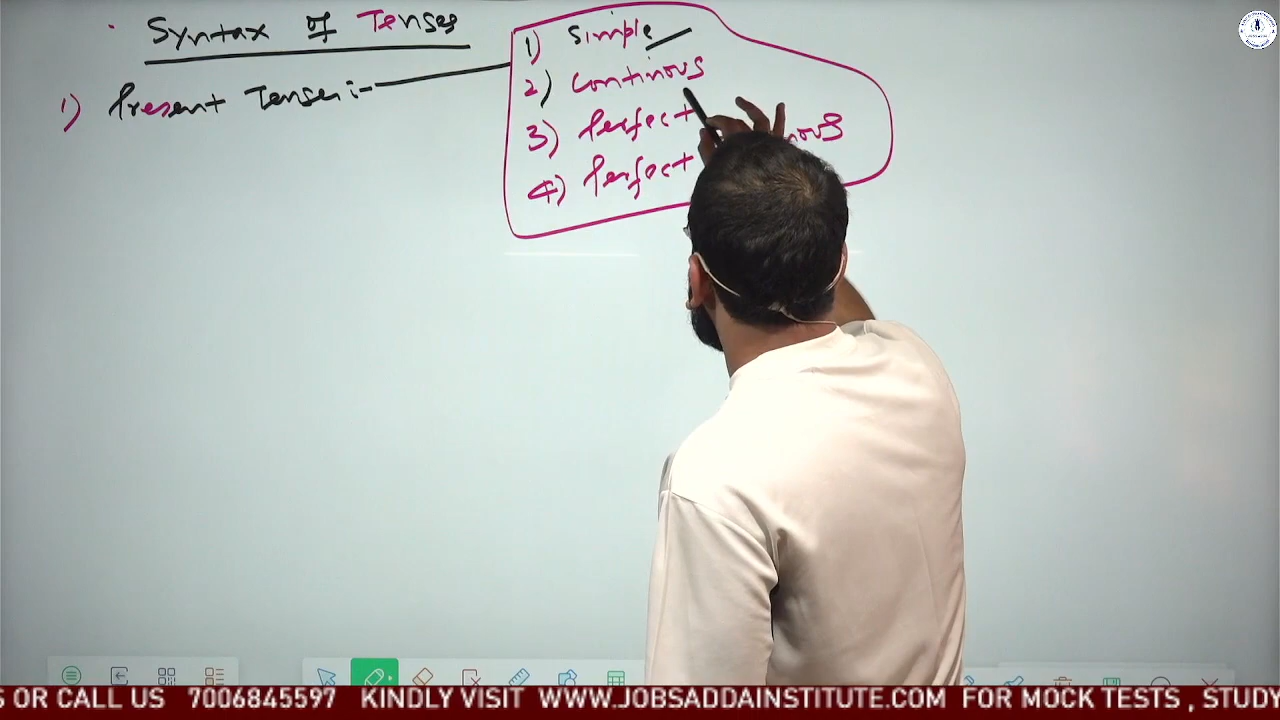 Syntax of Tenses
1) Present Tense :-
1) Simple
2) Continous
3) Perfect
4) Perfect nous
S OR CALL US 7006845597 KINDLY VISIT WWW.JOBSADDAINSTITUTE.COM FOR MOCK TESTS , STUDY